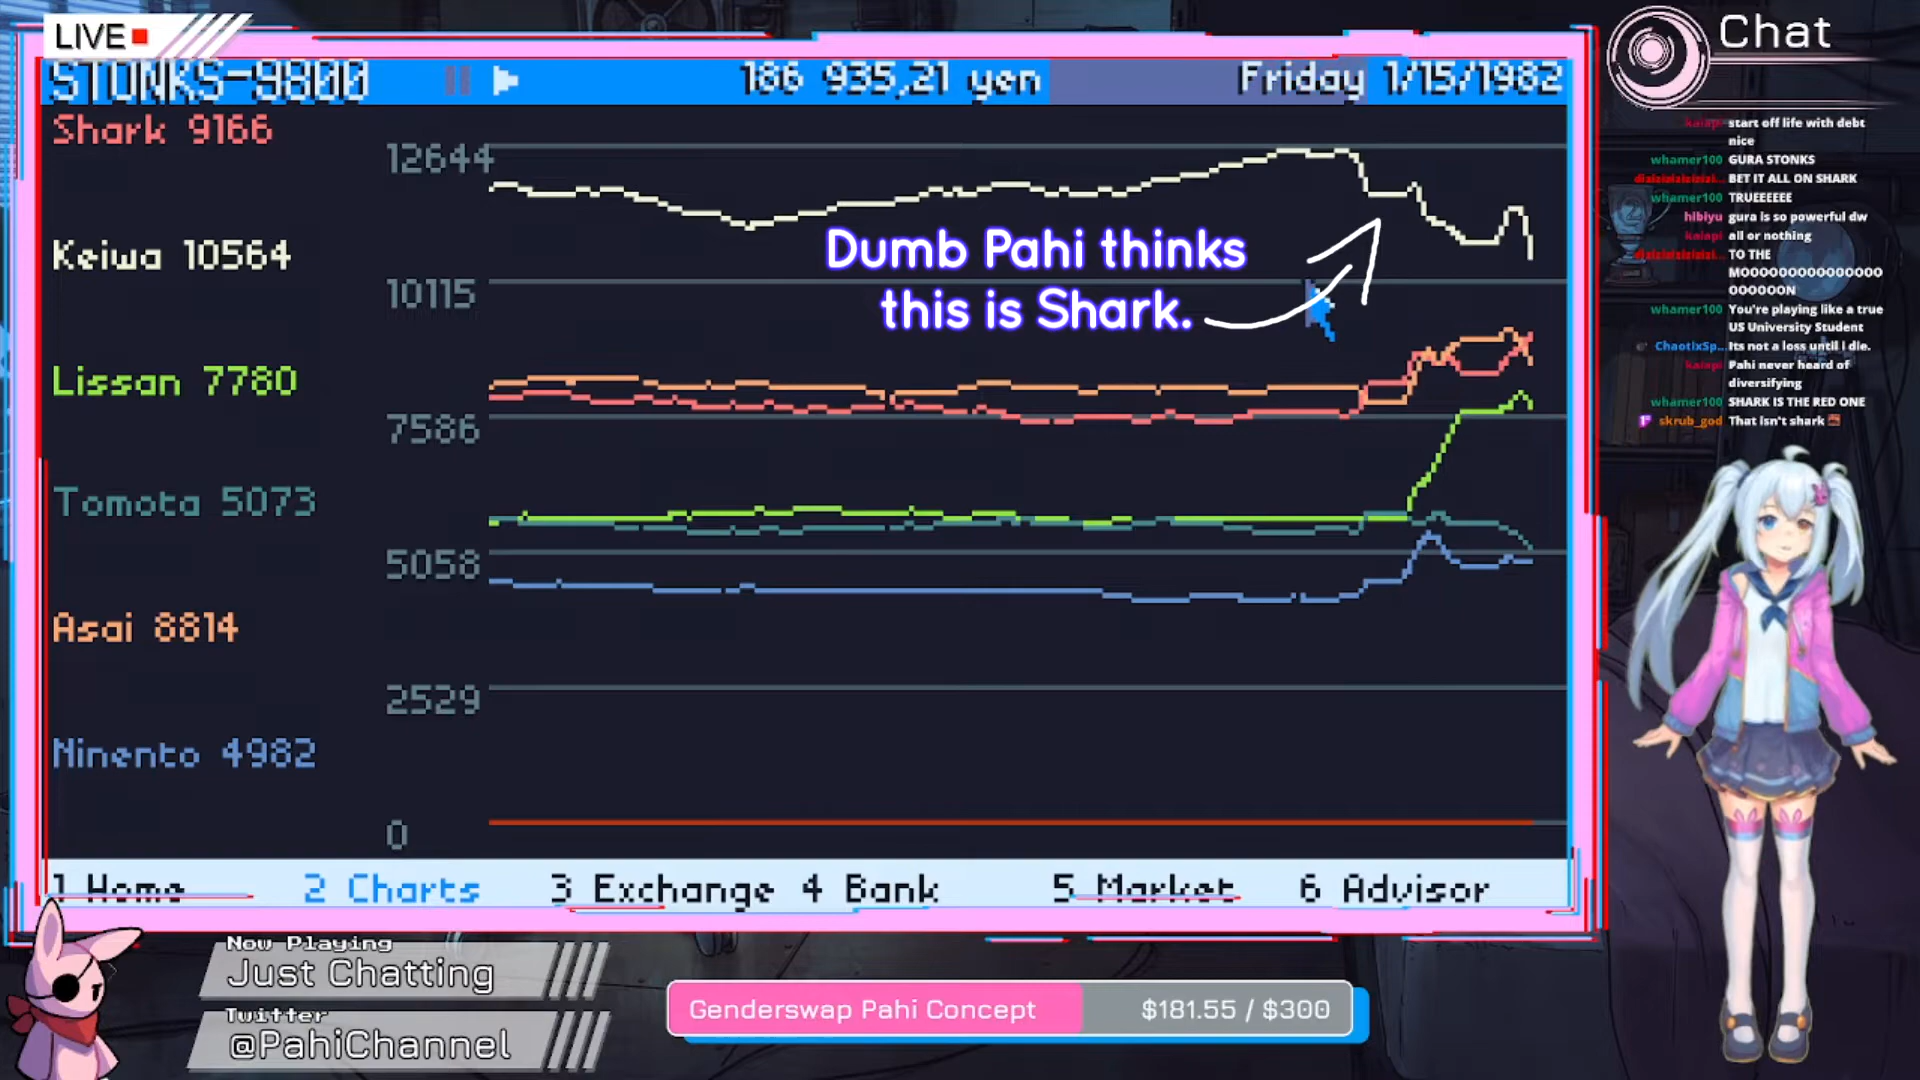 LIVE
STONKS-9800
186 935,21 yen
Friday 1/15/1982
Shark 9166
Keiwa 10564
Lissan 7780
Tomota 5073
Asai 8814
Ninento 4982
12644
10115
7586
5058
2529
0
Dumb Pahi thinks
this is Shark.
1 Home
2 Charts
3 Exchange
4 Bank
5 Market
6 Advisor
Now Playing
Just Chatting
Twitter
@PahiChannel
Genderswap Pahi Concept
$181.55 / $300
Chat
kaiapi start off life with debt
nice
whamer100 GURA STONKS
BET IT ALL ON SHARK
whamer100 TRUEEEEEE
hibiyu gura is so powerful dw
kaiapi all or nothing
TO THE
MOOOOOOOOOOOOOOO
OOOOOON
whamer100 You're playing like a true
US University Student
ChaotixSp... Its not a loss until I die.
kaiapi Pahi never heard of
diversifying
whamer100 SHARK IS THE RED ONE
skrub_god That isn't shark